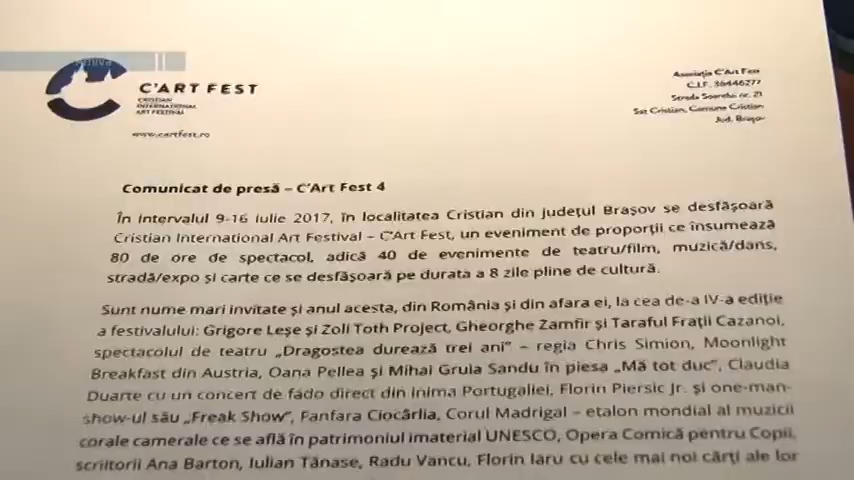 C'ART FEST
CRISTIAN
INTERNATIONAL
ART FESTIVAL
www.cartfest.ro
Asociația C'Art Fest
C.I.F. 36446277
Strada Soarelui nr. 21
Sat Cristian, Comuna Cristian
Jud. Brașov
Comunicat de presă – C'Art Fest 4
În intervalul 9-16 iulie 2017, în localitatea Cristian din județul Brașov se desfășoară
Cristian International Art Festival – C'Art Fest, un eveniment de proporții ce însumează
80 de ore de spectacol, adică 40 de evenimente de teatru/film, muzică/dans,
stradă/expo și carte ce se desfășoară pe durata a 8 zile pline de cultură.
Sunt nume mari invitate și anul acesta, din România și din afara ei, la cea de-a IV-a ediție
a festivalului: Grigore Leșe și Zoli Toth Project, Gheorghe Zamfir și Taraful Frații Cazanoi,
spectacolul de teatru „Dragostea durează trei ani” – regia Chris Simion, Moonlight
Breakfast din Austria, Oana Pellea și Mihai Gruia Sandu în piesa „Mă tot duc”, Claudia
Duarte cu un concert de fado direct din inima Portugaliei, Florin Piersic Jr. și one-man-
show-ul său „Freak Show”, Fanfara Ciocârlia, Corul Madrigal – etalon mondial al muzicii
corale camerale ce se află în patrimoniul imaterial UNESCO, Opera Comică pentru Copii,
scriitorii Ana Barton, Iulian Tănase, Radu Vancu, Florin Iaru cu cele mai noi cărți ale lor